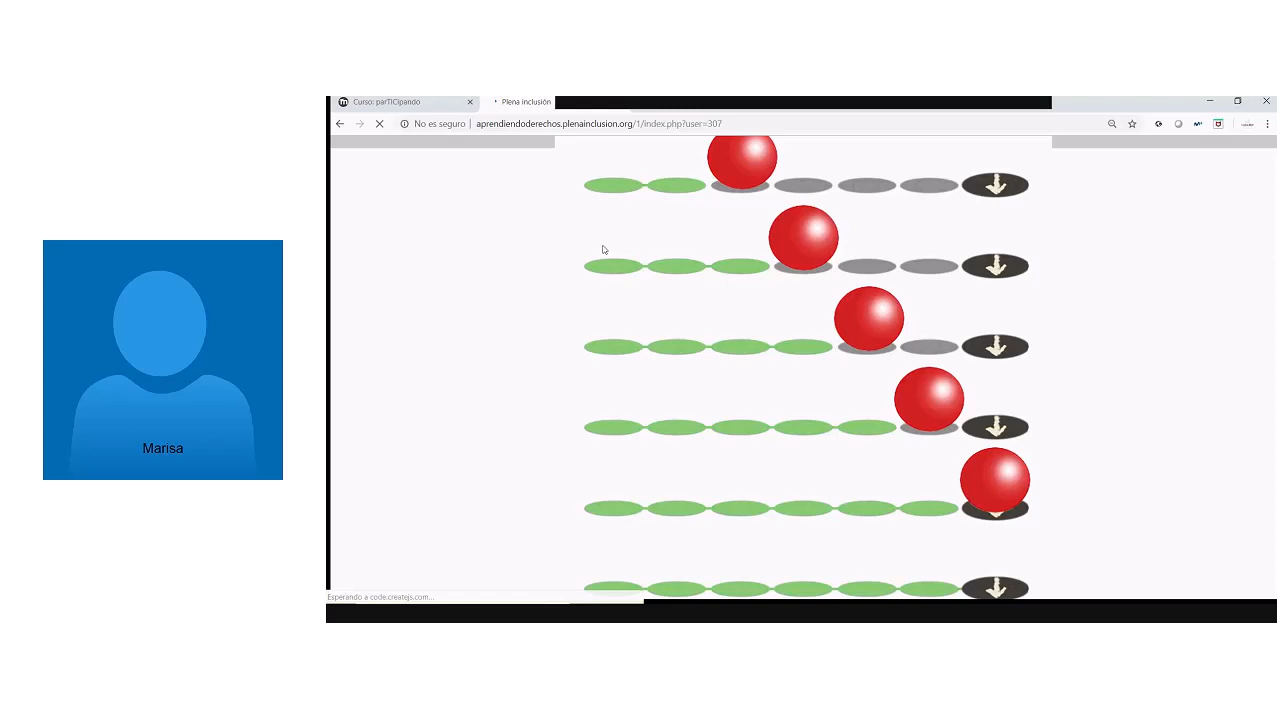 Curso: parTICipando
Plena inclusión
No es seguro
aprendiendoderechos.plenainclusion.org/1/index.php?user=307
Marisa
Esperando a code.createjs.com...